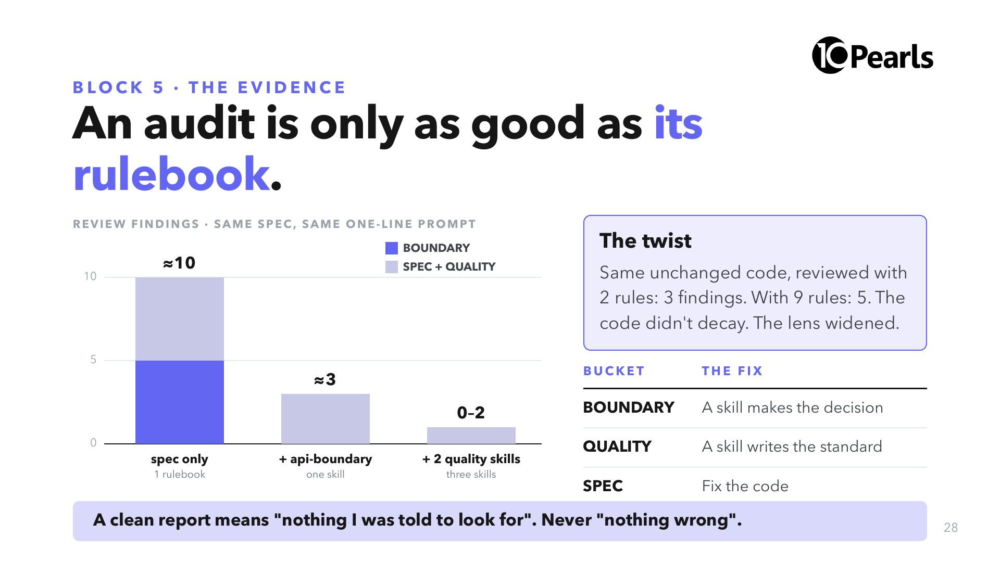 10Pearls
BLOCK 5 · THE EVIDENCE
An audit is only as good as its
rulebook.
REVIEW FINDINGS · SAME SPEC, SAME ONE-LINE PROMPT
BOUNDARY
SPEC + QUALITY
10
5
0
≈10
≈3
0–2
spec only
1 rulebook
+ api-boundary
one skill
+ 2 quality skills
three skills
The twist
Same unchanged code, reviewed with
2 rules: 3 findings. With 9 rules: 5. The
code didn't decay. The lens widened.
BUCKET THE FIX
BOUNDARY A skill makes the decision
QUALITY A skill writes the standard
SPEC Fix the code
A clean report means "nothing I was told to look for". Never "nothing wrong".
28